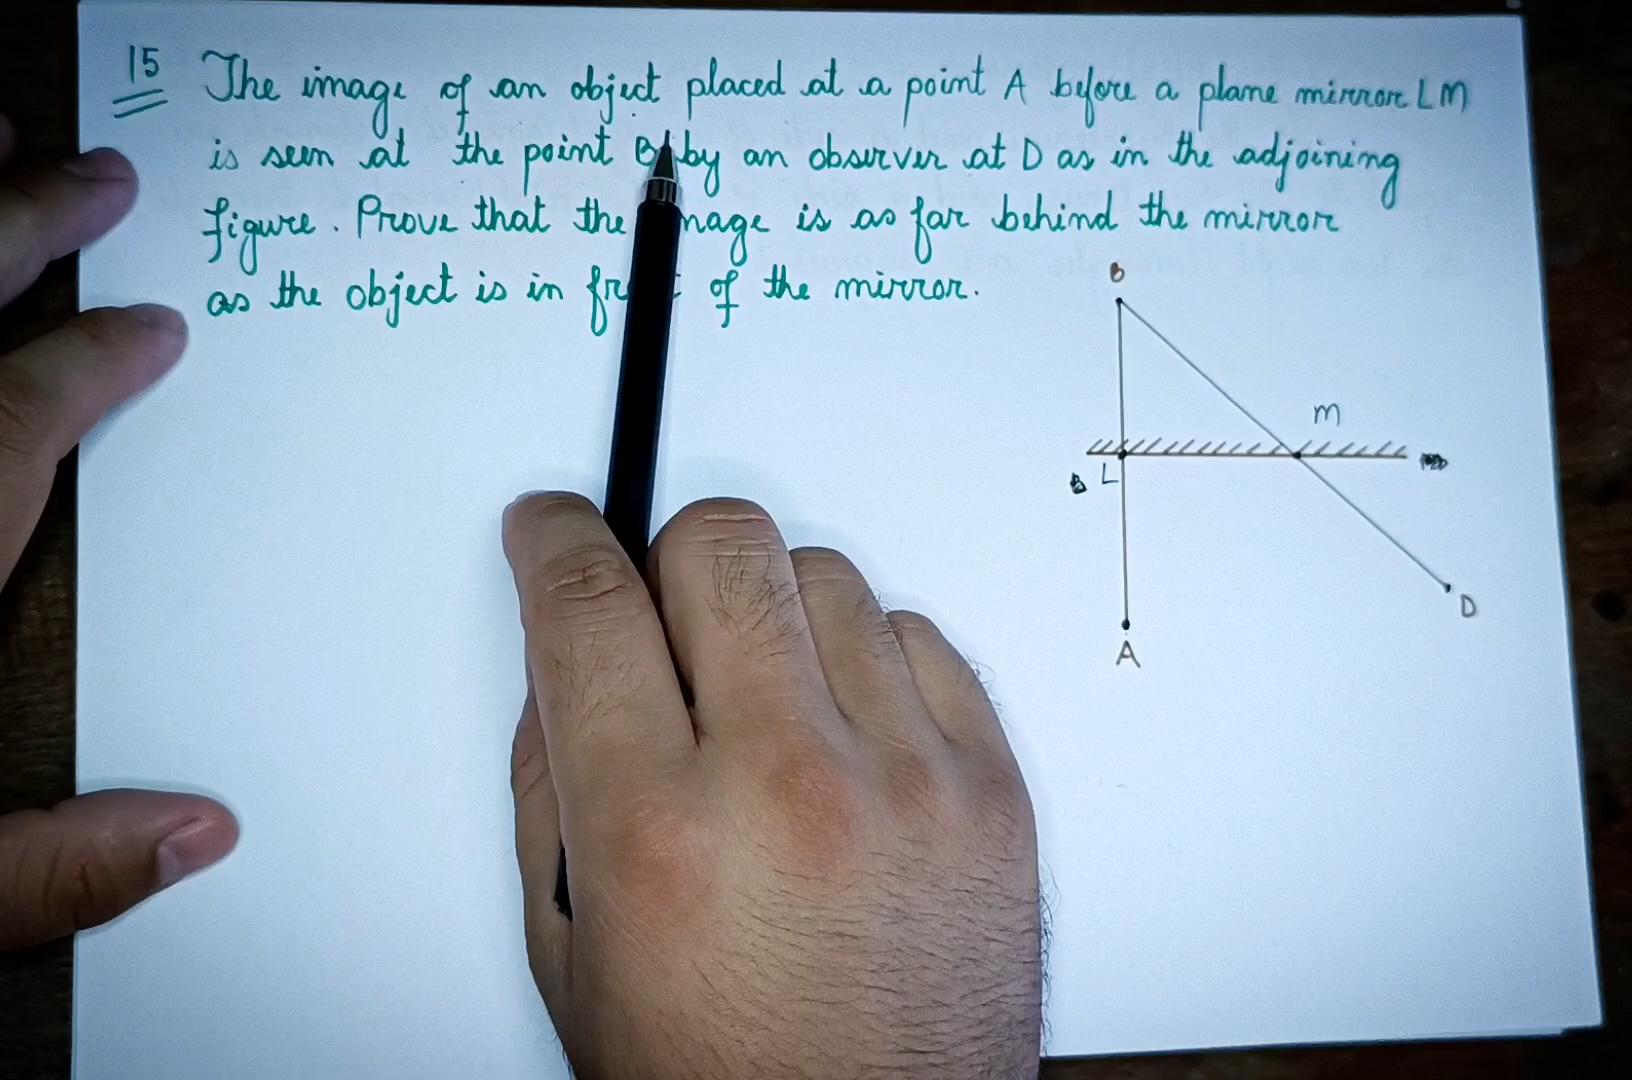 15 The image of an object placed at a point A before a plane mirror LM
is seen at the point B by an observer at D as in the adjoining
figure. Prove that the is as far behind the mirror
as the object is in of the mirror.
B
M
L
D
A